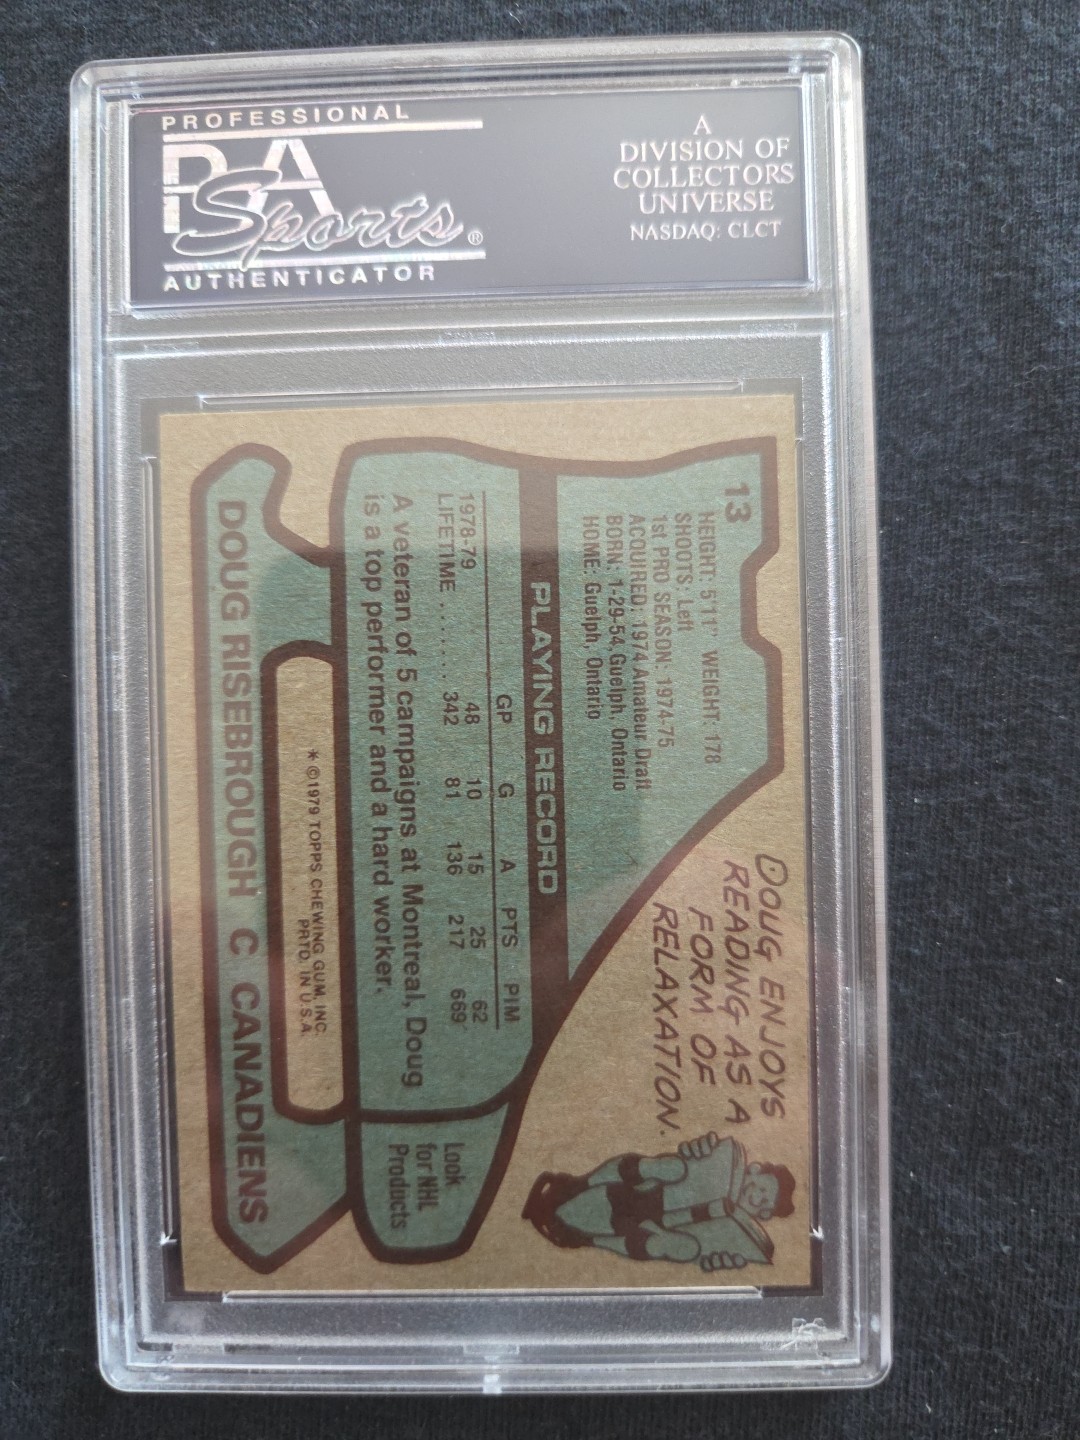 PROFESSIONAL
PSA
Sports®
AUTHENTICATOR
A
DIVISION OF
COLLECTORS
UNIVERSE
NASDAQ: CLCT
13
HEIGHT: 5'11" WEIGHT: 178
SHOOTS: Left
1st PRO SEASON: 1974-75
ACQUIRED: 1974 Amateur Draft
BORN: 1-29-54, Guelph, Ontario
HOME: Guelph, Ontario
DOUG ENJOYS
READING AS A
FORM OF
RELAXATION.
PLAYING RECORD
GP G A PTS PIM
1978-79 48 10 15 25 62
LIFETIME ....... 342 81 136 217 669
A veteran of 5 campaigns at Montreal, Doug
is a top performer and a hard worker.
Look
for NHL
Products
* ©1979 TOPPS CHEWING GUM, INC.
PRTD. IN U.S.A.
DOUG RISEBROUGH C CANADIENS